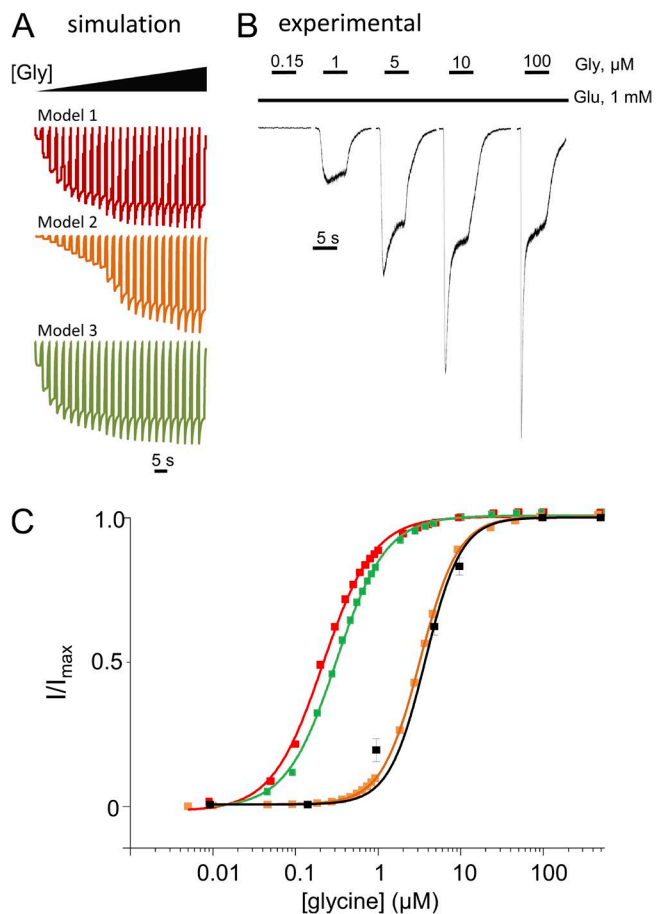 A simulation
[Gly]
Model 1
Model 2
Model 3
5 s
B experimental
0.15 1 5 10 100 Gly, µM
Glu, 1 mM
5 s
C
1.0
0.5
0
I/Imax
0.01 0.1 1 10 100
[glycine] (µM)